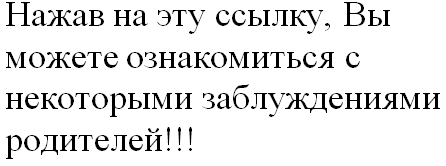 Нажав на эту ссылку, Вы
можете ознакомиться с
некоторыми заблуждениями
родителей!!!